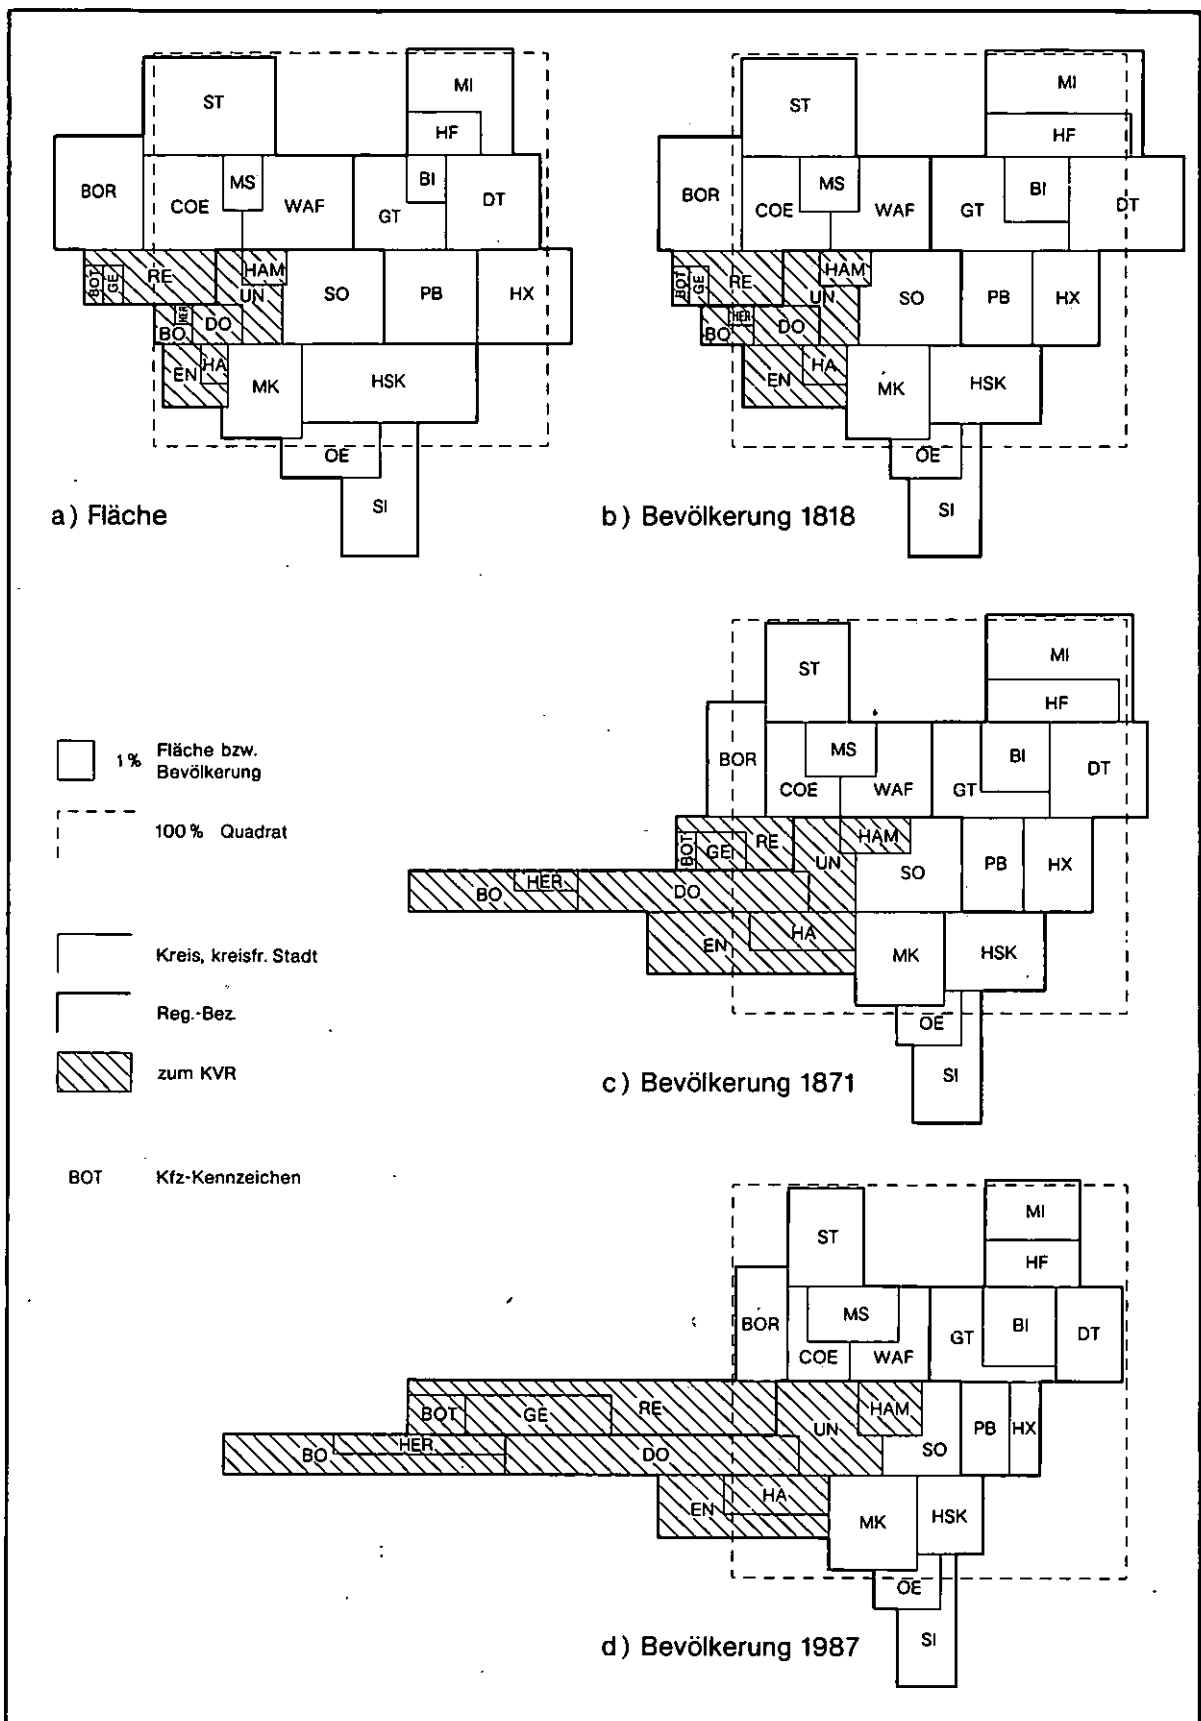 ST
MI
HF
BOR
COE
MS
WAF
GT
BI
DT
BOT
GE
RE
HAM
UN
SO
PB
HX
BO
HER
DO
EN
HA
MK
HSK
OE
SI
a) Fläche
ST
MI
HF
BOR
COE
MS
WAF
GT
BI
DT
BOT
GE
RE
HAM
UN
SO
PB
HX
BO
HER
DO
EN
HA
MK
HSK
OE
SI
b) Bevölkerung 1818
1% Fläche bzw.
Bevölkerung
100% Quadrat
Kreis, kreisfr. Stadt
Reg.-Bez.
zum KVR
BOT Kfz-Kennzeichen
ST
MI
HF
BOR
COE
MS
WAF
GT
BI
DT
BOT
GE
RE
UN
HAM
SO
PB
HX
BO
HER
DO
EN
HA
MK
HSK
OE
SI
c) Bevölkerung 1871
ST
MI
HF
BOR
MS
COE
WAF
GT
BI
DT
BOT
GE
RE
UN
HAM
SO
PB
HX
BO
HER
DO
EN
HA
MK
HSK
OE
SI
d) Bevölkerung 1987